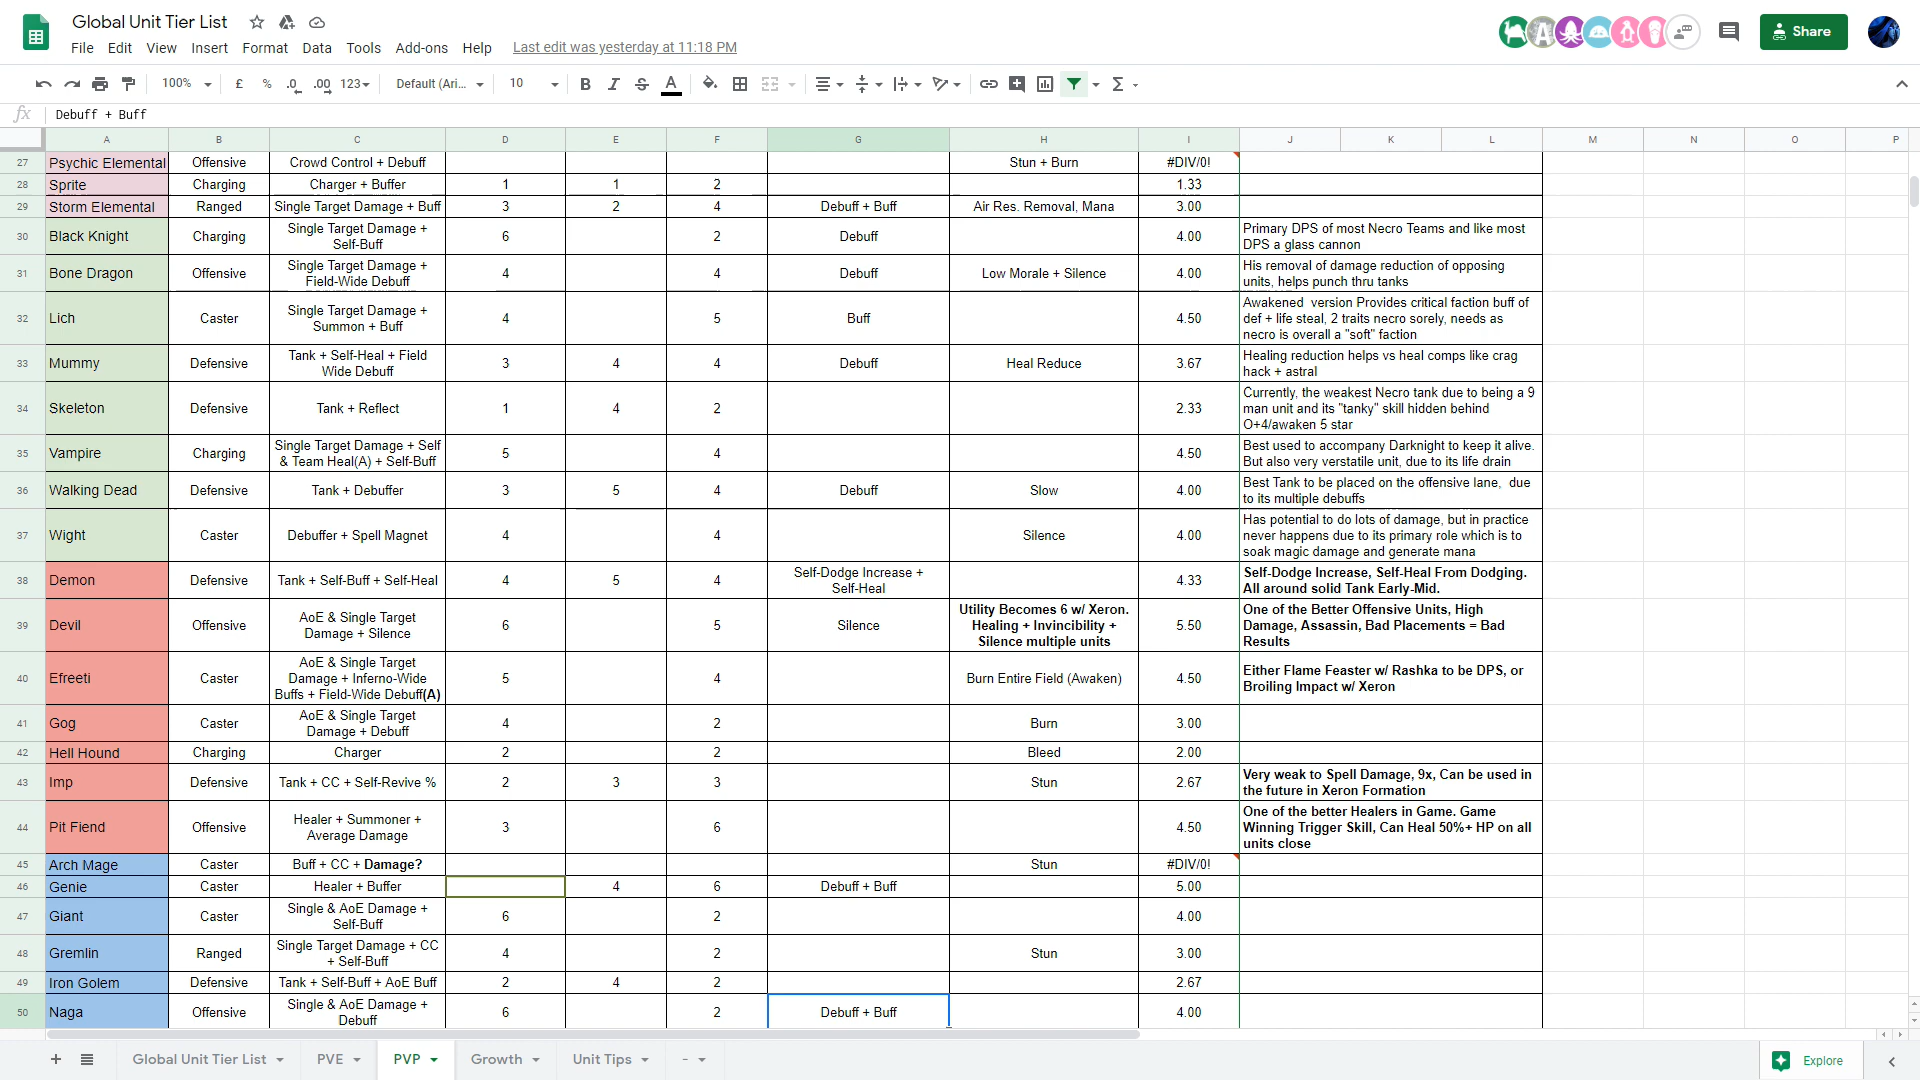 Global Unit Tier List
File Edit View Insert Format Data Tools Add-ons Help Last edit was yesterday at 11:18 PM
Share
100% £ % .0 .00 123 Default (Ari... 10 B I S A Σ
fx Debuff + Buff
A B C D E F G H I J K L M N O P
27 Psychic Elemental Offensive Crowd Control + Debuff Stun + Burn #DIV/0!
28 Sprite Charging Charger + Buffer 1 1 2 1.33
29 Storm Elemental Ranged Single Target Damage + Buff 3 2 4 Debuff + Buff Air Res. Removal, Mana 3.00
30 Black Knight Charging Single Target Damage +
Self-Buff 6 2 Debuff 4.00 Primary DPS of most Necro Teams and like most
DPS a glass cannon
31 Bone Dragon Offensive Single Target Damage +
Field-Wide Debuff 4 4 Debuff Low Morale + Silence 4.00 His removal of damage reduction of opposing
units, helps punch thru tanks
32 Lich Caster Single Target Damage +
Summon + Buff 4 5 Buff 4.50 Awakened version Provides critical faction buff of
def + life steal, 2 traits necro sorely, needs as
necro is overall a "soft" faction
33 Mummy Defensive Tank + Self-Heal + Field
Wide Debuff 3 4 4 Debuff Heal Reduce 3.67 Healing reduction helps vs heal comps like crag
hack + astral
34 Skeleton Defensive Tank + Reflect 1 4 2 2.33 Currently, the weakest Necro tank due to being a 9
man unit and its "tanky" skill hidden behind
O+4/awaken 5 star
35 Vampire Charging Single Target Damage + Self
& Team Heal(A) + Self-Buff 5 4 4.50 Best used to accompany Darknight to keep it alive.
But also very verstatile unit, due to its life drain
36 Walking Dead Defensive Tank + Debuffer 3 5 4 Debuff Slow 4.00 Best Tank to be placed on the offensive lane, due
to its multiple debuffs
37 Wight Caster Debuffer + Spell Magnet 4 4 Silence 4.00 Has potential to do lots of damage, but in practice
never happens due to its primary role which is to
soak magic damage and generate mana
38 Demon Defensive Tank + Self-Buff + Self-Heal 4 5 4 Self-Dodge Increase +
Self-Heal 4.33 Self-Dodge Increase, Self-Heal From Dodging.
All around solid Tank Early-Mid.
39 Devil Offensive AoE & Single Target
Damage + Silence 6 5 Silence Utility Becomes 6 w/ Xeron.
Healing + Invincibility +
Silence multiple units 5.50 One of the Better Offensive Units, High
Damage, Assassin, Bad Placements = Bad
Results
40 Efreeti Caster AoE & Single Target
Damage + Inferno-Wide
Buffs + Field-Wide Debuff(A) 5 4 Burn Entire Field (Awaken) 4.50 Either Flame Feaster w/ Rashka to be DPS, or
Broiling Impact w/ Xeron
41 Gog Caster AoE & Single Target
Damage + Debuff 4 2 Burn 3.00
42 Hell Hound Charging Charger 2 2 Bleed 2.00
43 Imp Defensive Tank + CC + Self-Revive % 2 3 3 Stun 2.67 Very weak to Spell Damage, 9x, Can be used in
the future in Xeron Formation
44 Pit Fiend Offensive Healer + Summoner +
Average Damage 3 6 4.50 One of the better Healers in Game. Game
Winning Trigger Skill, Can Heal 50%+ HP on all
units close
45 Arch Mage Caster Buff + CC + Damage? Stun #DIV/0!
46 Genie Caster Healer + Buffer 4 6 Debuff + Buff 5.00
47 Giant Caster Single & AoE Damage +
Self-Buff 6 2 4.00
48 Gremlin Ranged Single Target Damage + CC
+ Self-Buff 4 2 Stun 3.00
49 Iron Golem Defensive Tank + Self-Buff + AoE Buff 2 4 2 2.67
50 Naga Offensive Single & AoE Damage +
Debuff 6 2 Debuff + Buff 4.00
+ Global Unit Tier List PVE PVP Growth Unit Tips - Explore